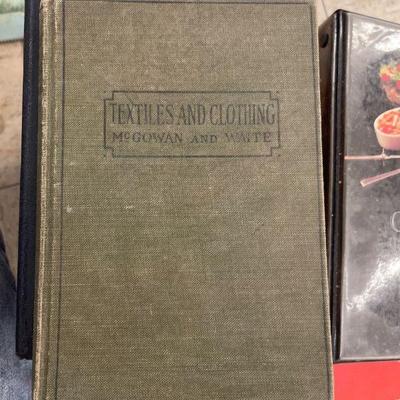 TEXTILES AND CLOTHING
MCGOWAN AND WAITE